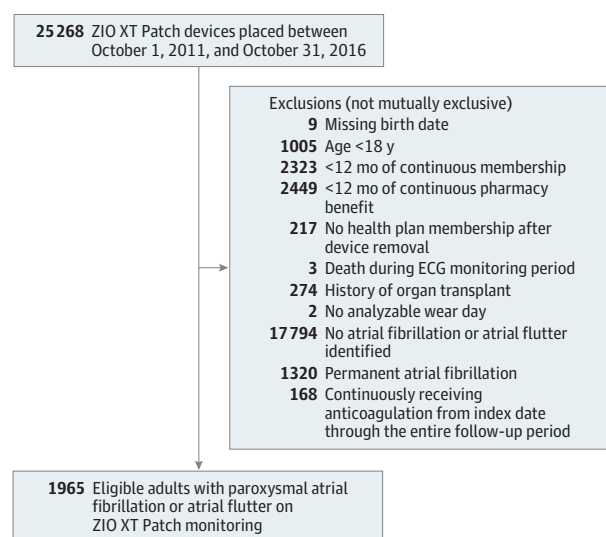 25268 ZIO XT Patch devices placed between
October 1, 2011, and October 31, 2016
Exclusions (not mutually exclusive)
9 Missing birth date
1005 Age <18 y
2323 <12 mo of continuous membership
2449 <12 mo of continuous pharmacy
benefit
217 No health plan membership after
device removal
3 Death during ECG monitoring period
274 History of organ transplant
2 No analyzable wear day
17794 No atrial fibrillation or atrial flutter
identified
1320 Permanent atrial fibrillation
168 Continuously receiving
anticoagulation from index date
through the entire follow-up period
1965 Eligible adults with paroxysmal atrial
fibrillation or atrial flutter on
ZIO XT Patch monitoring